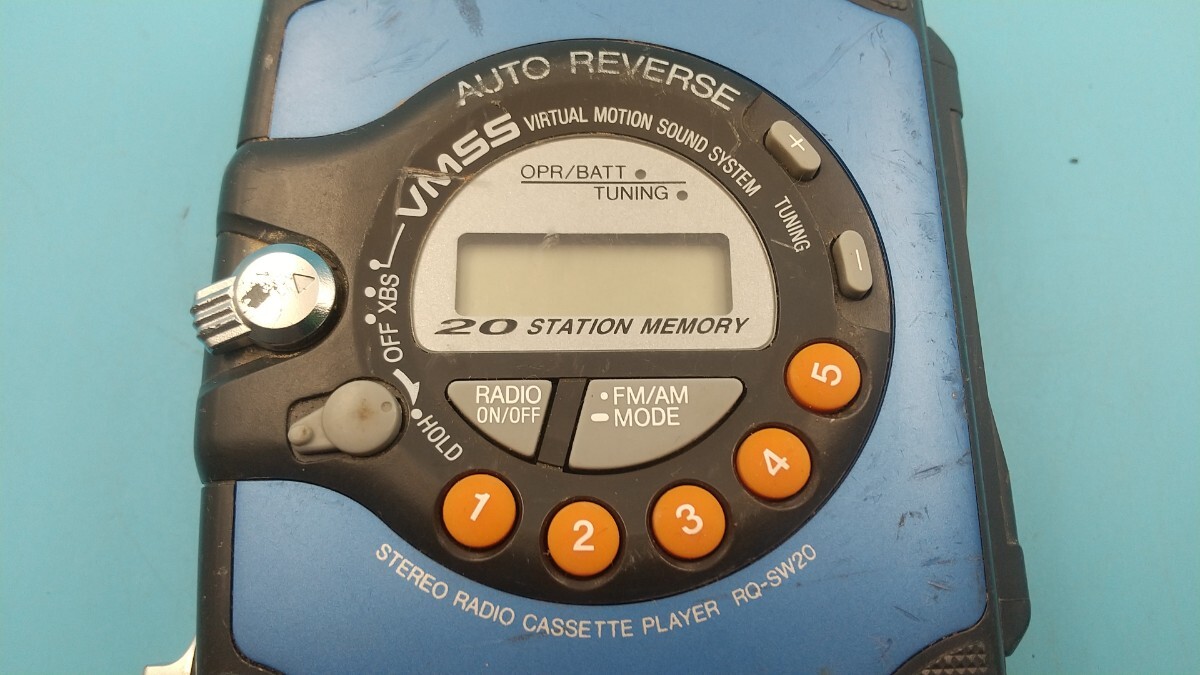 AUTO REVERSE
VMSS VIRTUAL MOTION SOUND SYSTEM
OPR/BATT
TUNING
+
TUNING
−
XBS
OFF
HOLD
20 STATION MEMORY
RADIO
ON/OFF
FM/AM
MODE
1
2
3
4
5
STEREO RADIO CASSETTE PLAYER RQ-SW20